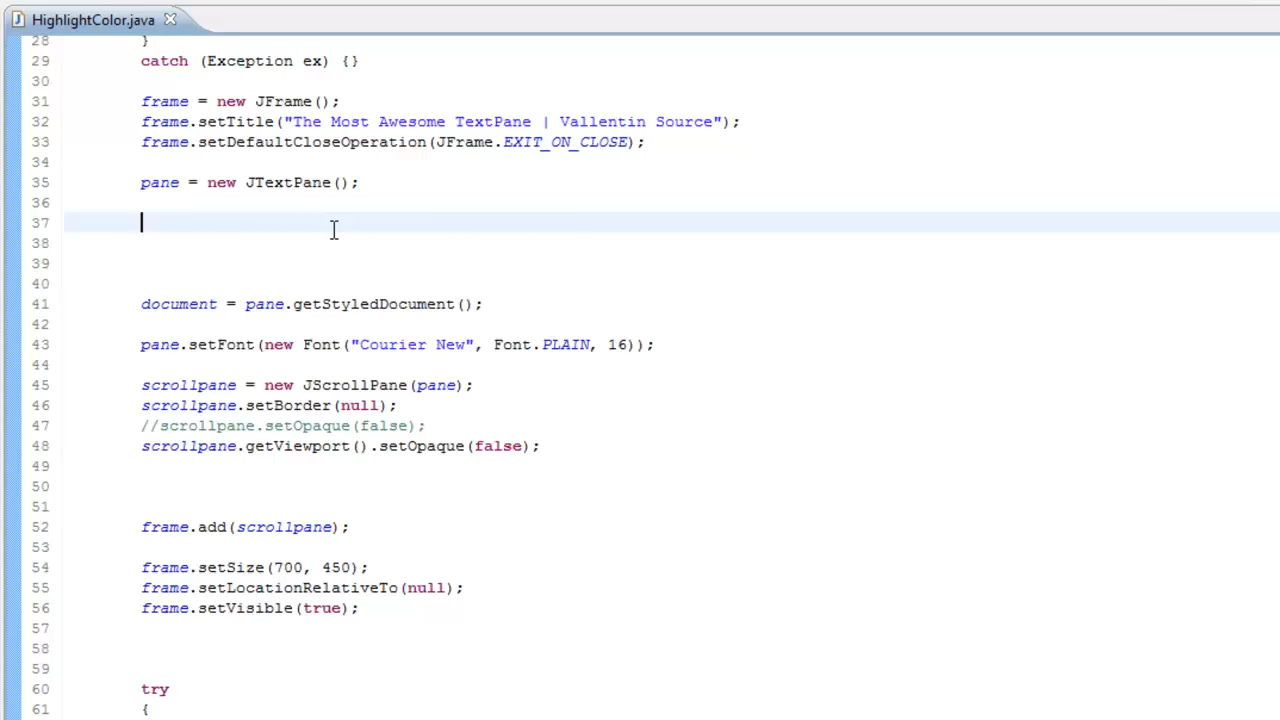 HighlightColor.java
28 }
29 catch (Exception ex) {}
30
31 frame = new JFrame();
32 frame.setTitle("The Most Awesome TextPane | Vallentin Source");
33 frame.setDefaultCloseOperation(JFrame.EXIT_ON_CLOSE);
34
35 pane = new JTextPane();
36
37
38
39
40
41 document = pane.getStyledDocument();
42
43 pane.setFont(new Font("Courier New", Font.PLAIN, 16));
44
45 scrollpane = new JScrollPane(pane);
46 scrollpane.setBorder(null);
47 //scrollpane.setOpaque(false);
48 scrollpane.getViewport().setOpaque(false);
49
50
51
52 frame.add(scrollpane);
53
54 frame.setSize(700, 450);
55 frame.setLocationRelativeTo(null);
56 frame.setVisible(true);
57
58
59
60 try
61 {